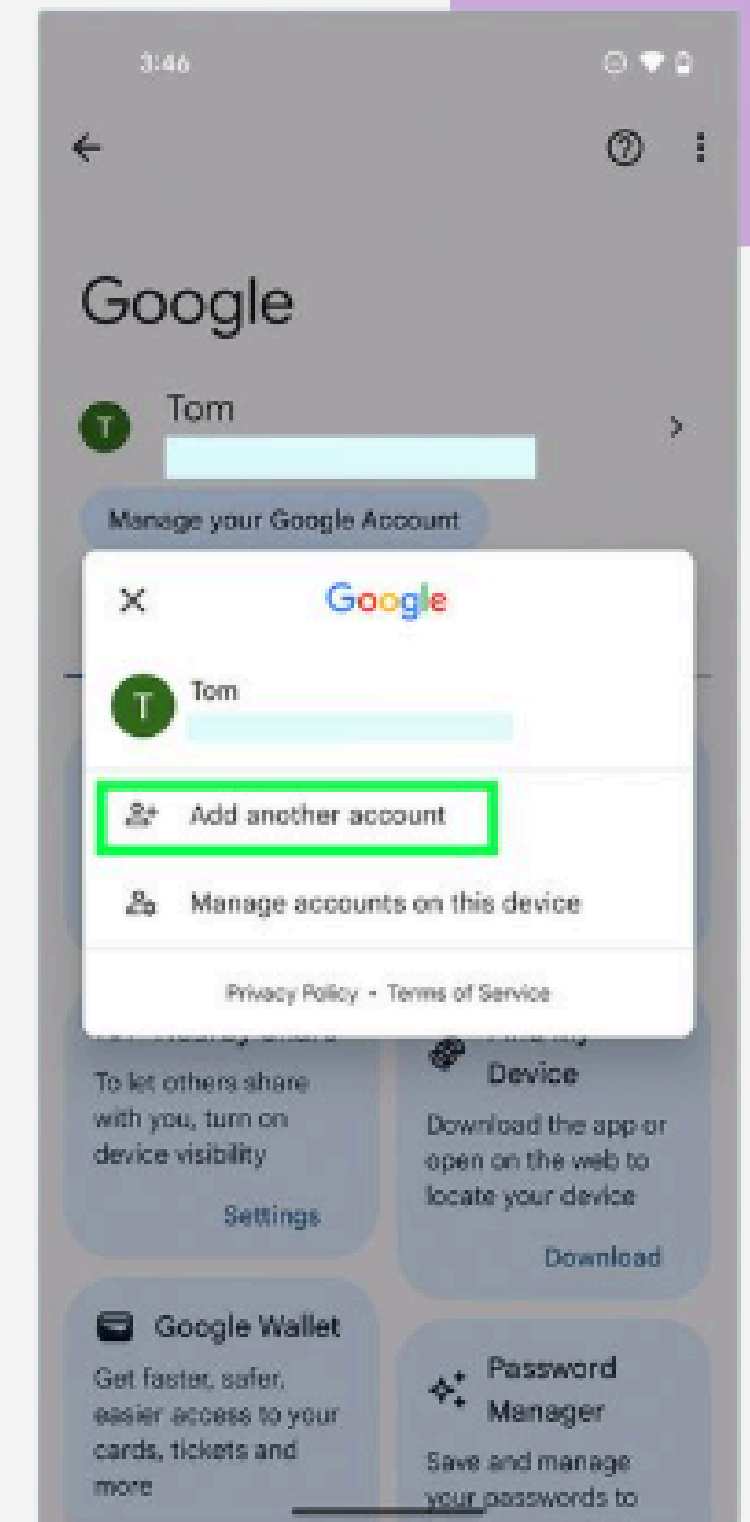 3:46
Google
T
Tom
Manage your Google Account
Google
T
Tom
Add another account
Manage accounts on this device
Privacy Policy • Terms of Service
To let others share
with you, turn on
device visibility
Settings
Device
Download the app or
open on the web to
locate your device
Download
Google Wallet
Get faster, safer,
easier access to your
cards, tickets and
more
Password
Manager
Save and manage
your passwords to